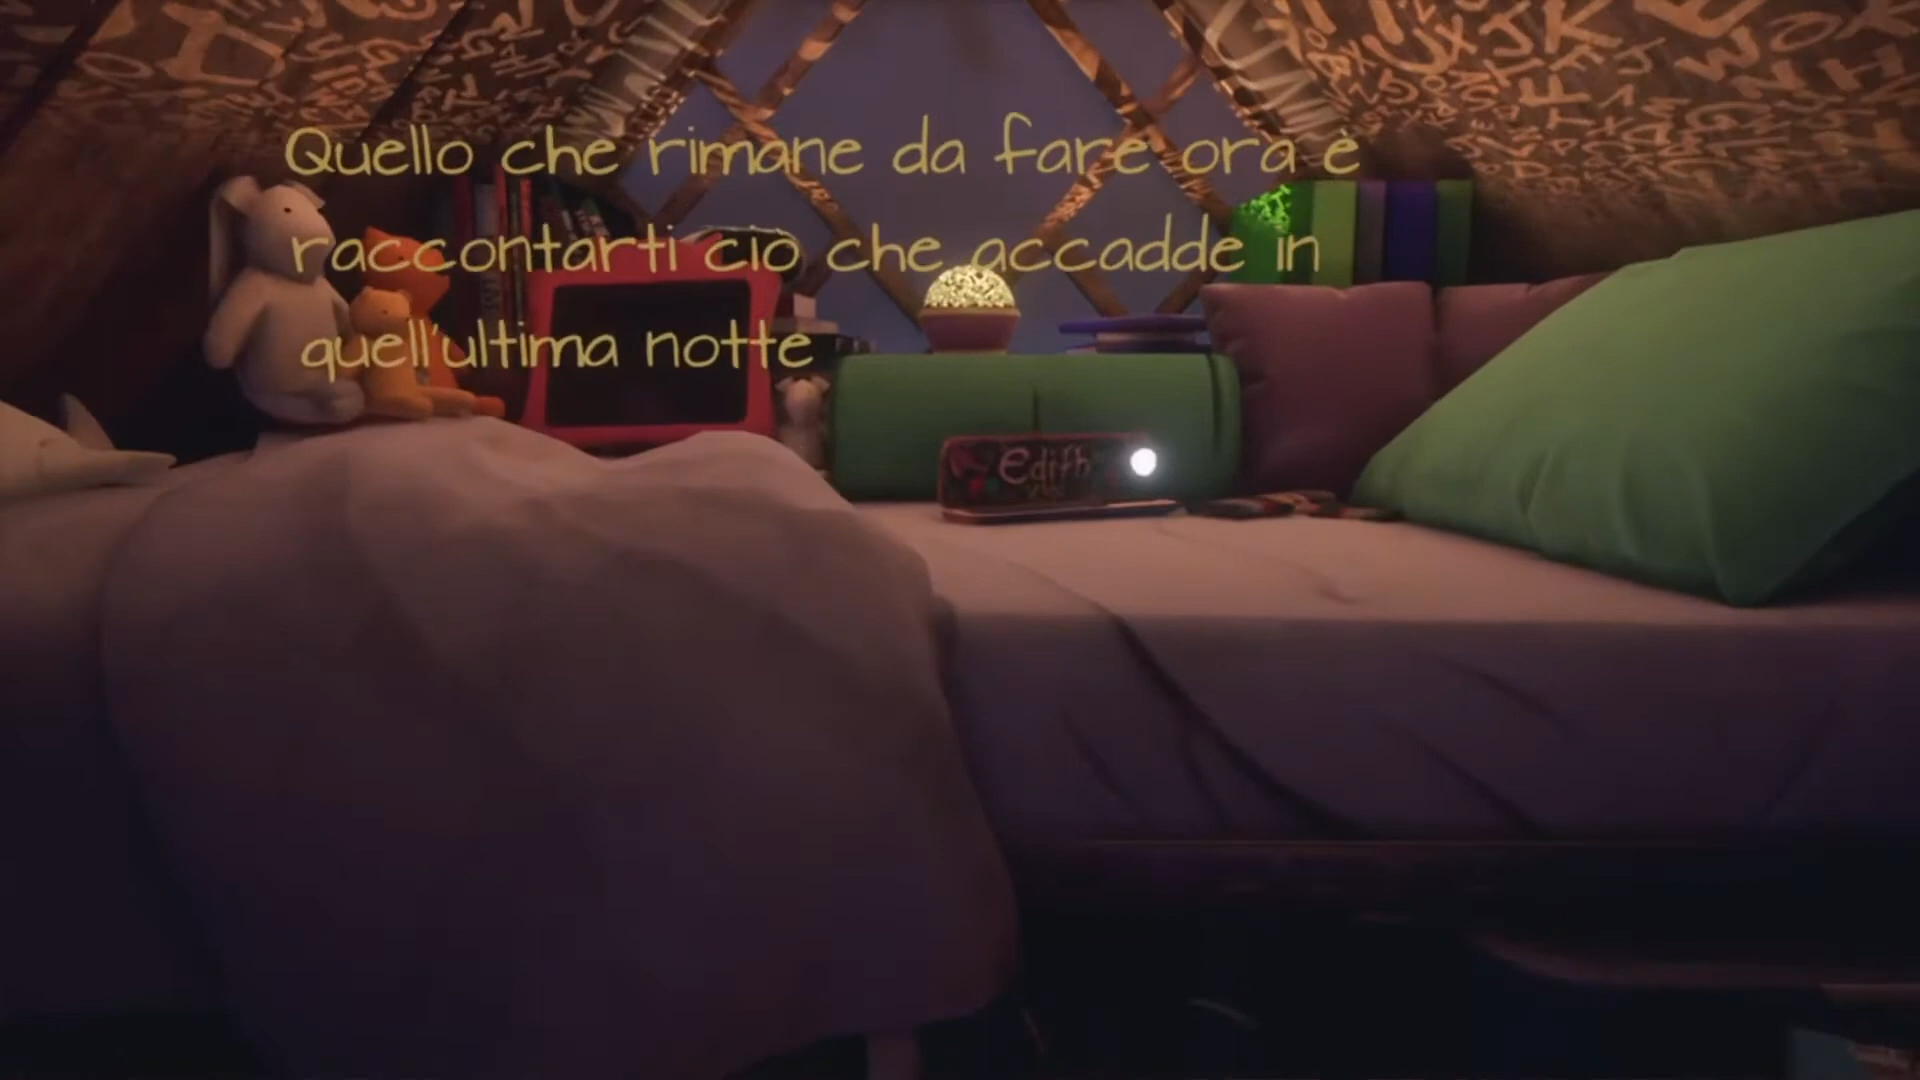 Quello che rimane da fare ora è
raccontarti ciò che accadde in
quell'ultima notte
Edith